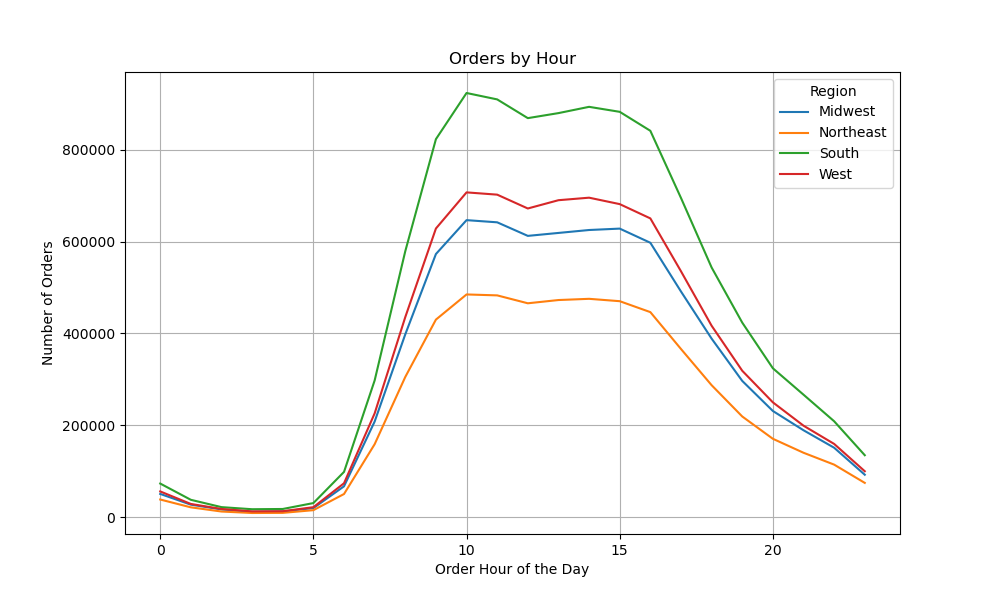 Orders by Hour
Region
Midwest
Northeast
South
West
Number of Orders
800000
600000
400000
200000
0
0 5 10 15 20
Order Hour of the Day